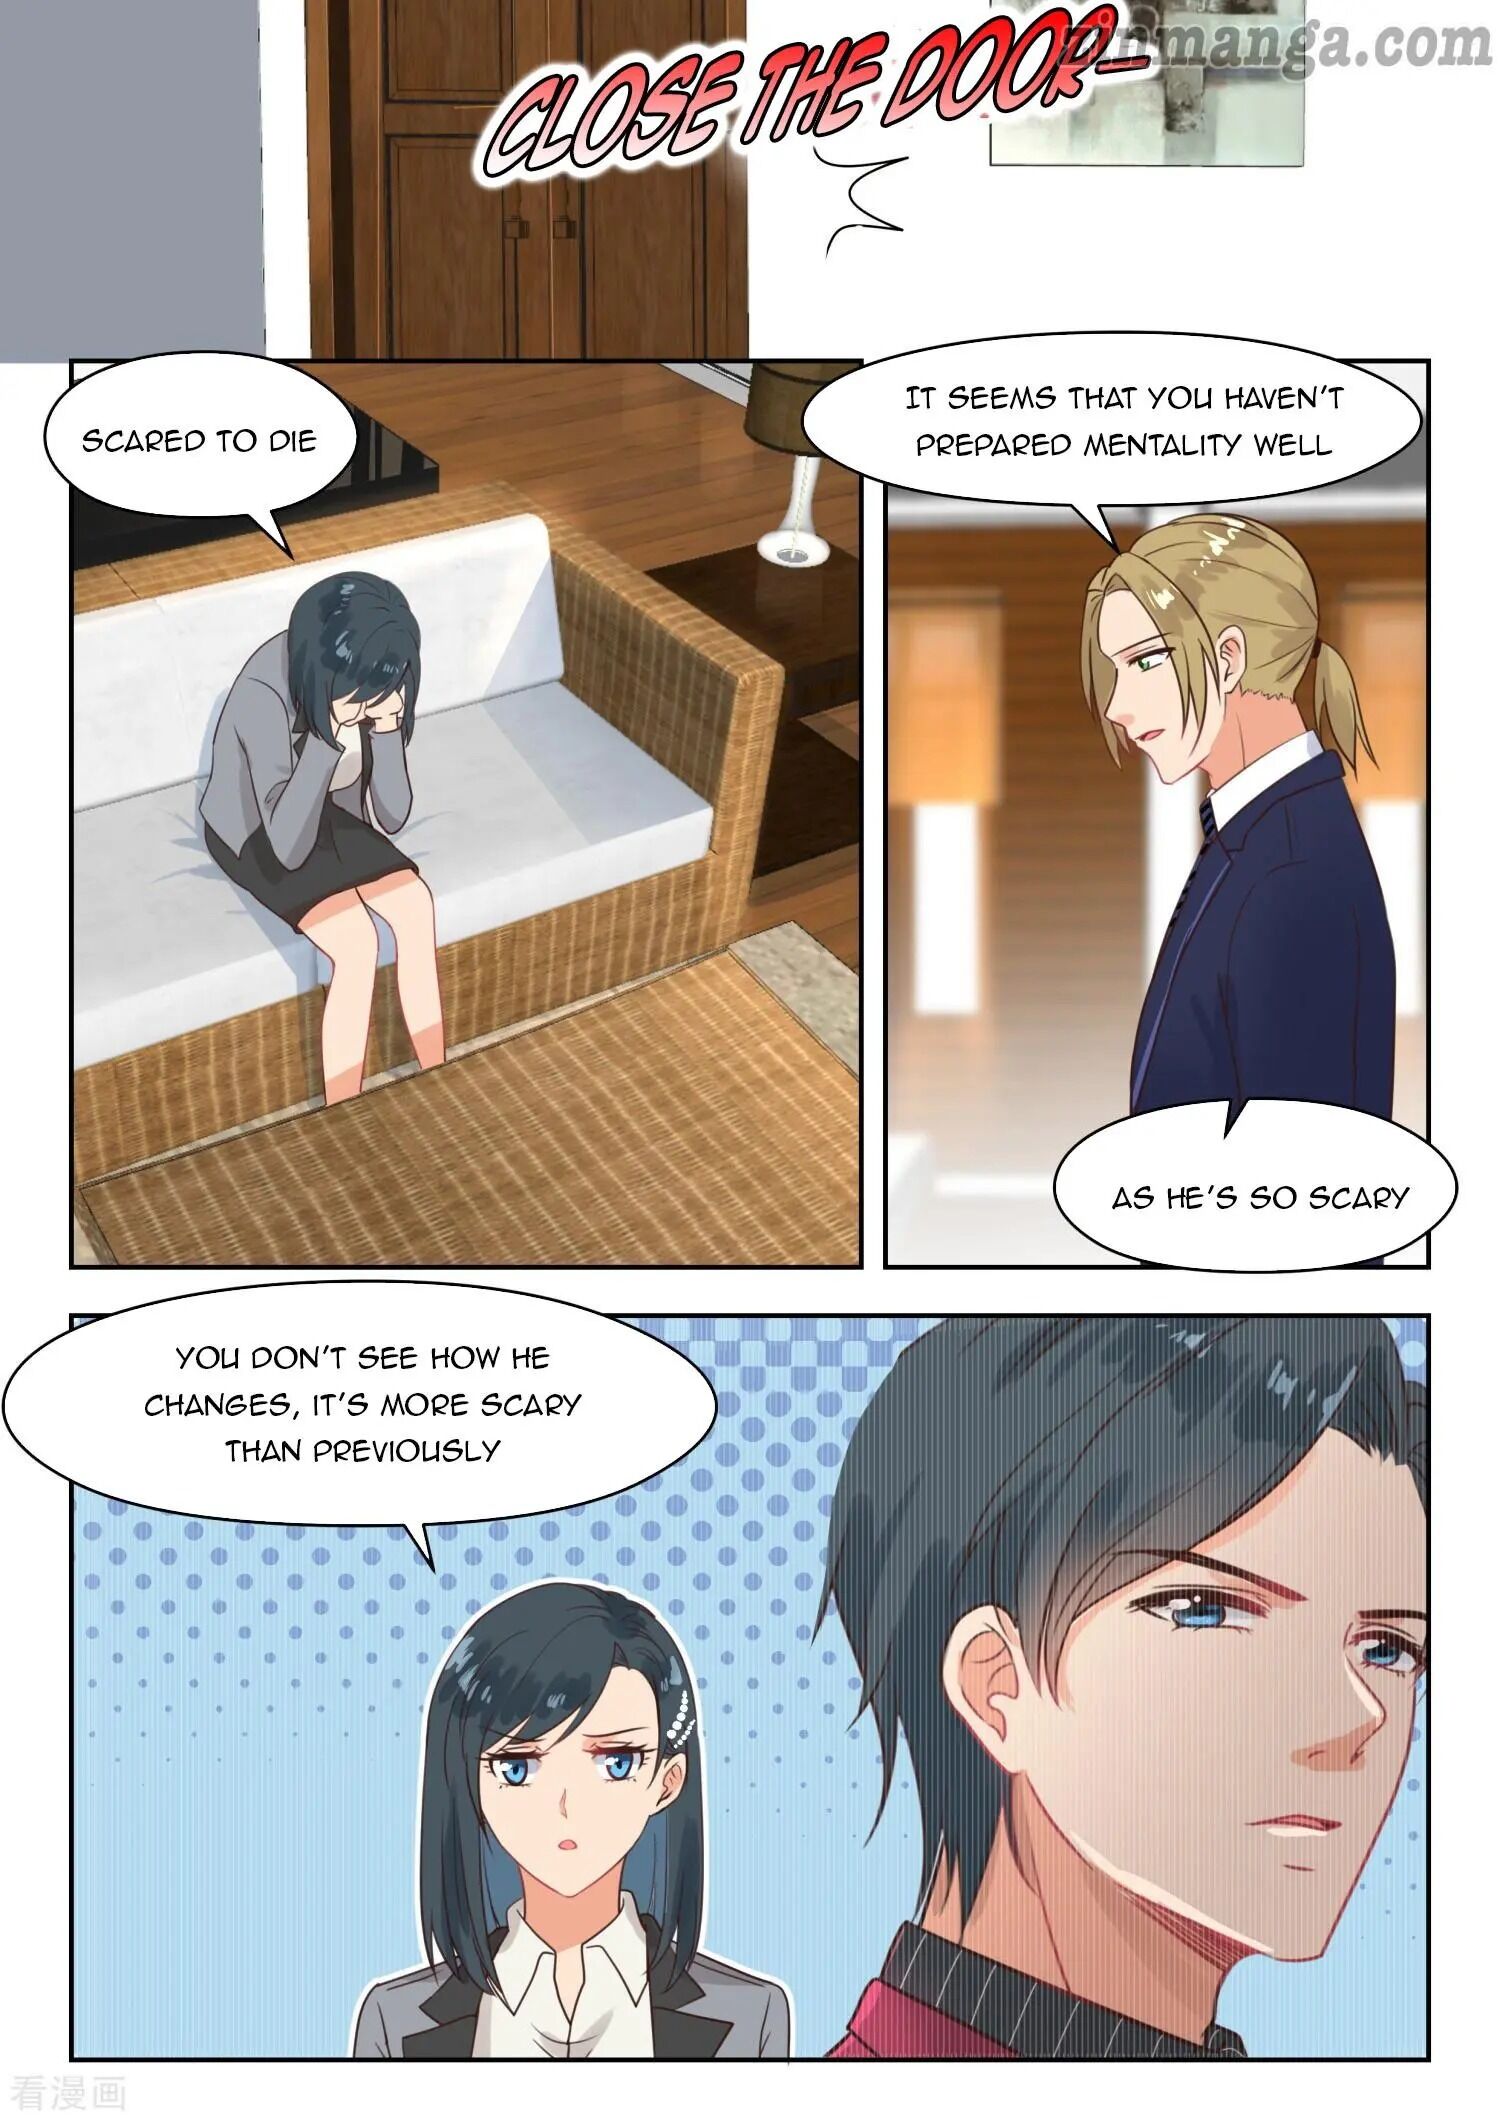 zinmanga.com
CLOSE THE DOOR—
SCARED TO DIE
IT SEEMS THAT YOU HAVEN'T
PREPARED MENTALITY WELL
AS HE'S SO SCARY
YOU DON'T SEE HOW HE
CHANGES, IT'S MORE SCARY
THAN PREVIOUSLY
看漫画